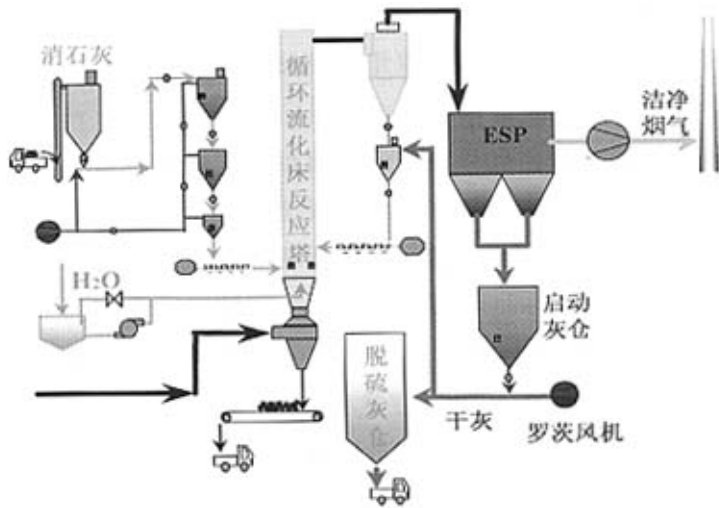 消石灰
循环流化床反应塔
ESP
洁净
烟气
H₂O
启动
灰仓
脱硫灰仓
干灰
罗茨风机